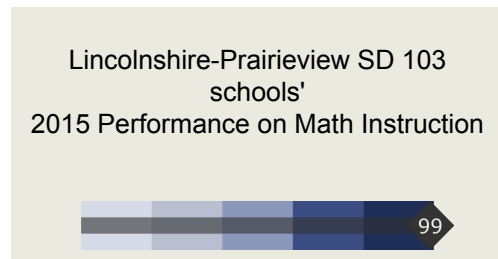 Lincolnshire-Prairieview SD 103
schools'
2015 Performance on Math Instruction
99